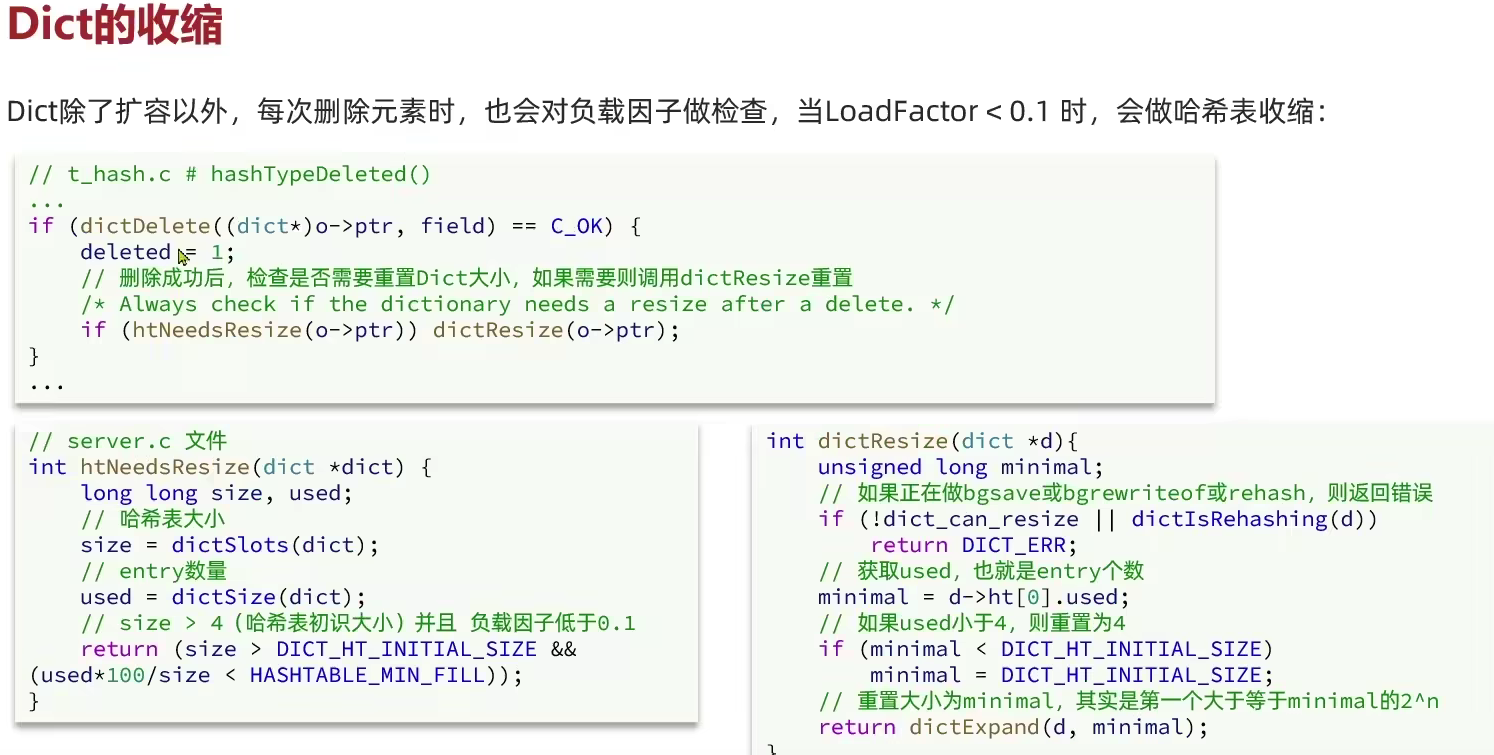 Dict的收缩
Dict除了扩容以外，每次删除元素时，也会对负载因子做检查，当LoadFactor < 0.1 时，会做哈希表收缩：
// t_hash.c # hashTypeDeleted()
...
if (dictDelete((dict*)o->ptr, field) == C_OK) {
    deleted = 1;
    // 删除成功后，检查是否需要重置Dict大小，如果需要则调用dictResize重置
    /* Always check if the dictionary needs a resize after a delete. */
    if (htNeedsResize(o->ptr)) dictResize(o->ptr);
}
...
// server.c 文件
int htNeedsResize(dict *dict) {
    long long size, used;
    // 哈希表大小
    size = dictSlots(dict);
    // entry数量
    used = dictSize(dict);
    // size > 4（哈希表初识大小）并且 负载因子低于0.1
    return (size > DICT_HT_INITIAL_SIZE &&
(used*100/size < HASHTABLE_MIN_FILL));
}
int dictResize(dict *d){
    unsigned long minimal;
    // 如果正在做bgsave或bgrewriteof或rehash，则返回错误
    if (!dict_can_resize || dictIsRehashing(d))
        return DICT_ERR;
    // 获取used，也就是entry个数
    minimal = d->ht[0].used;
    // 如果used小于4，则重置为4
    if (minimal < DICT_HT_INITIAL_SIZE)
        minimal = DICT_HT_INITIAL_SIZE;
    // 重置大小为minimal，其实是第一个大于等于minimal的2^n
    return dictExpand(d, minimal);
}